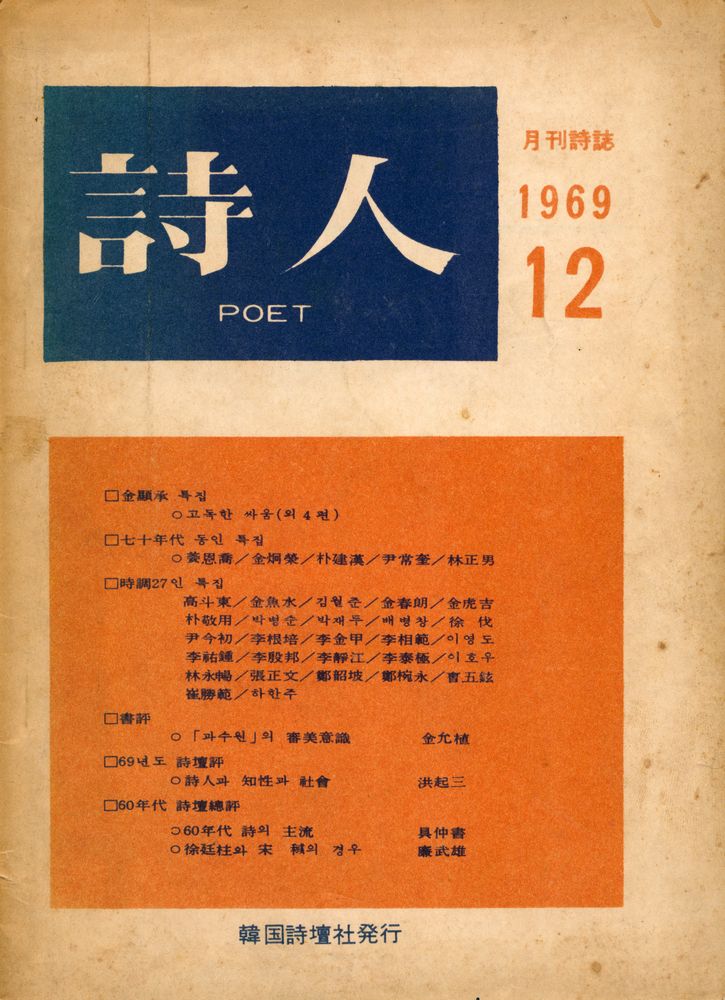 詩人
POET
月刊詩誌
1969
12
□金顯承 특집
○고독한 싸움(외 4 편)
□七十年代 동인 특집
○姜恩喬/金炯榮/朴建漢/尹常奎/林正男
□時調27인 특집
高斗東/金魚水/김월준/金春朗/金虎吉
朴敬用/박병순/박재두/배병창/徐 伐
尹今初/李根培/李金甲/李相範/이영도
李祐鍾/李殷邦/李靜江/李泰極/이호우
林永暢/張正文/鄭韶坡/鄭椀永/曺五鉉
崔勝範/하한주
□書評
○「과수원」의 審美意識 金允植
□69년도 詩壇評
○詩人과 知性과 社會 洪起三
□60年代 詩壇總評
○60年代 詩의 主流 具仲書
○徐廷柱와 宋 稶의 경우 廉武雄
韓国詩壇社発行